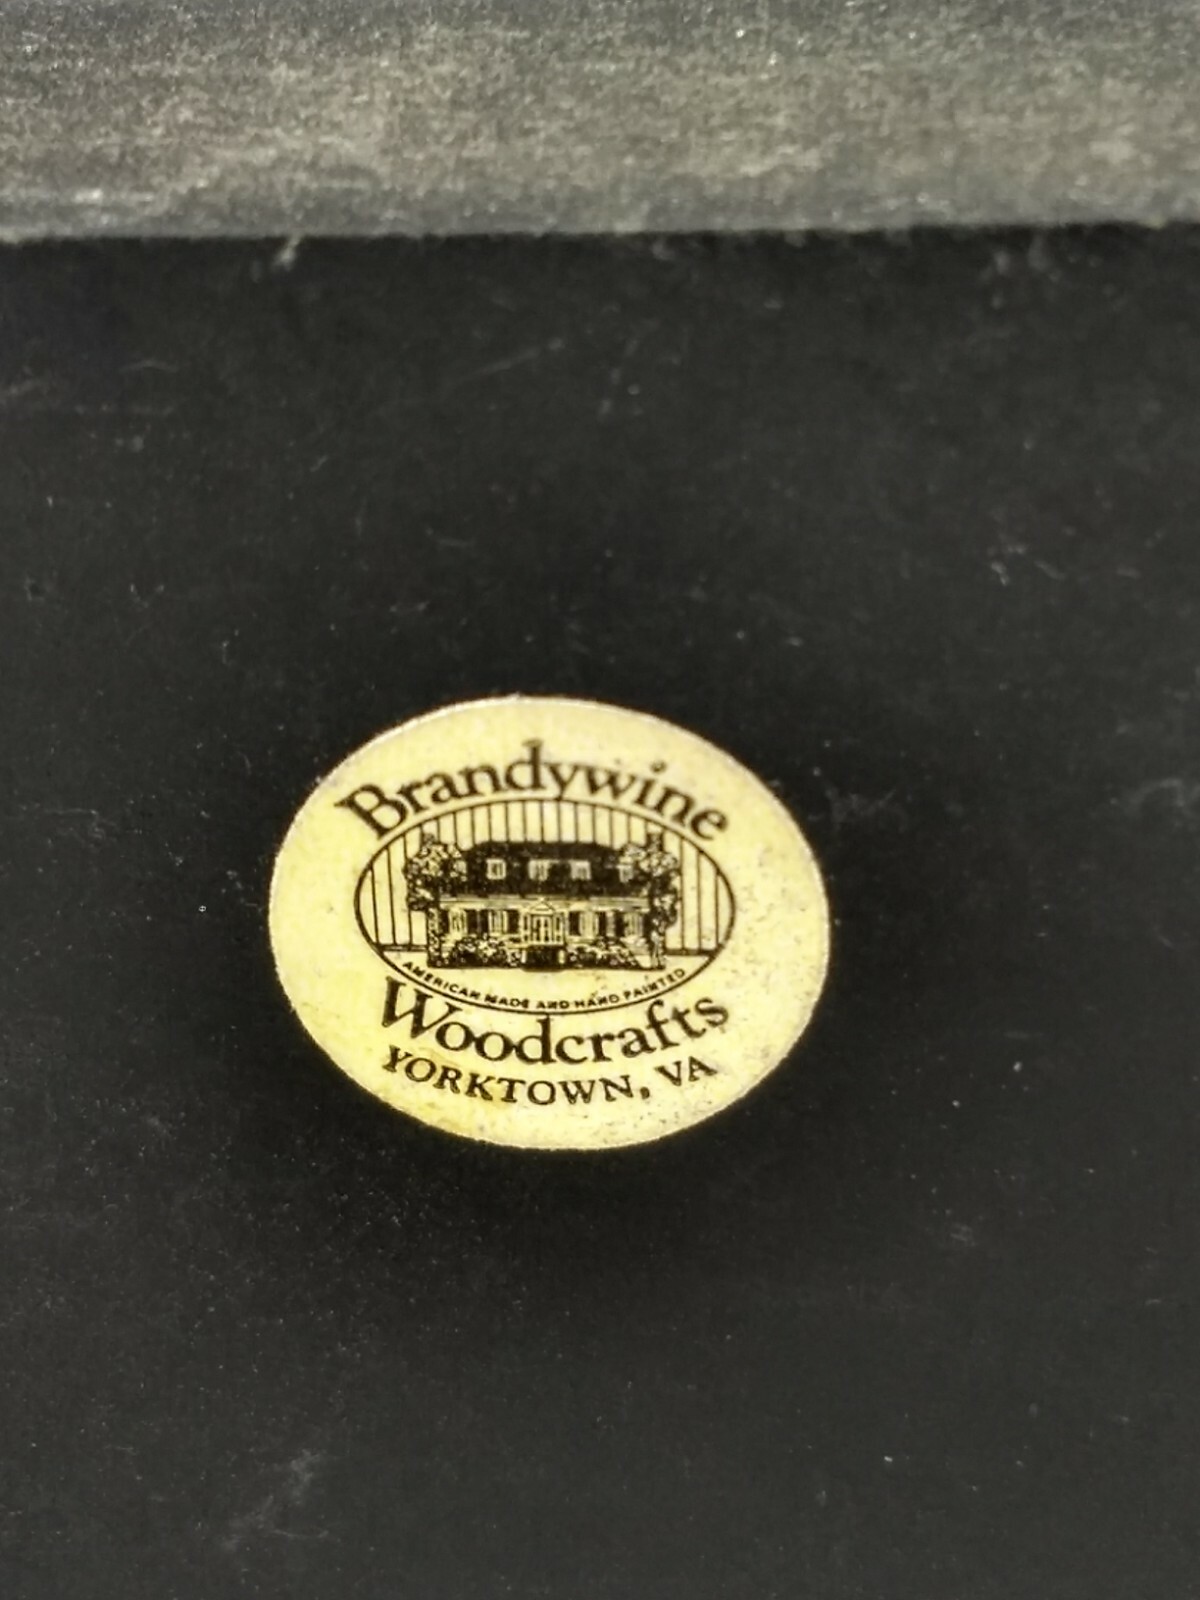 Brandywine
AMERICAN MADE AND HAND PAINTED
Woodcrafts
YORKTOWN, VA